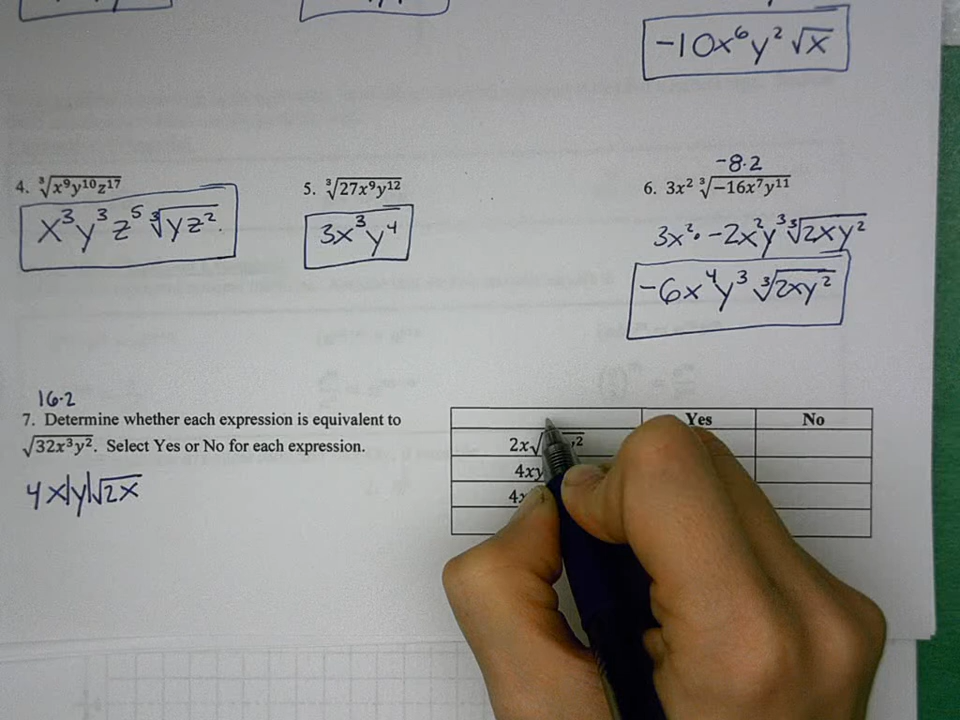 -10x⁶y²√x
-8·2
4. ∛x⁹y¹⁰z¹⁷
5. ∛27x⁹y¹²
6. 3x² ∛-16x⁷y¹¹
x³y³z⁵ ∛yz²
3x³y⁴
3x²·-2x²y³∛2xy²
-6x⁴y³ ∛2xy²
16·2
7. Determine whether each expression is equivalent to
Yes No
√32x³y². Select Yes or No for each expression.
4x|y|√2x